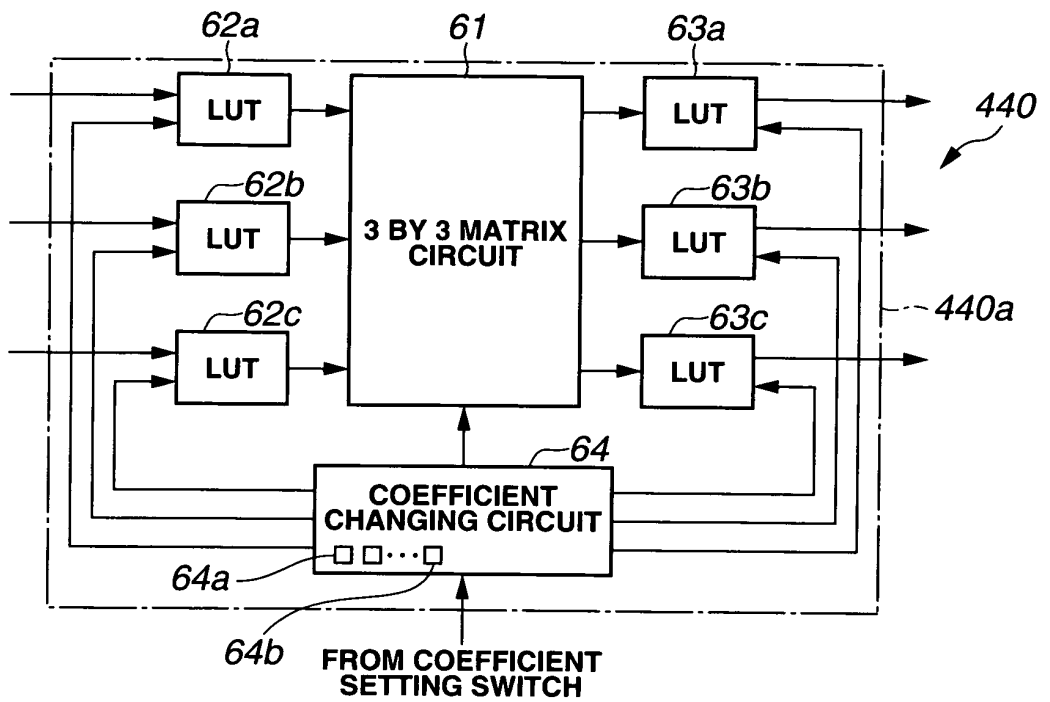 62a
61
63a
LUT
LUT
440
62b
63b
LUT
3 BY 3 MATRIX
CIRCUIT
LUT
62c
63c
440a
LUT
LUT
64
COEFFICIENT
CHANGING CIRCUIT
64a
64b
FROM COEFFICIENT
SETTING SWITCH